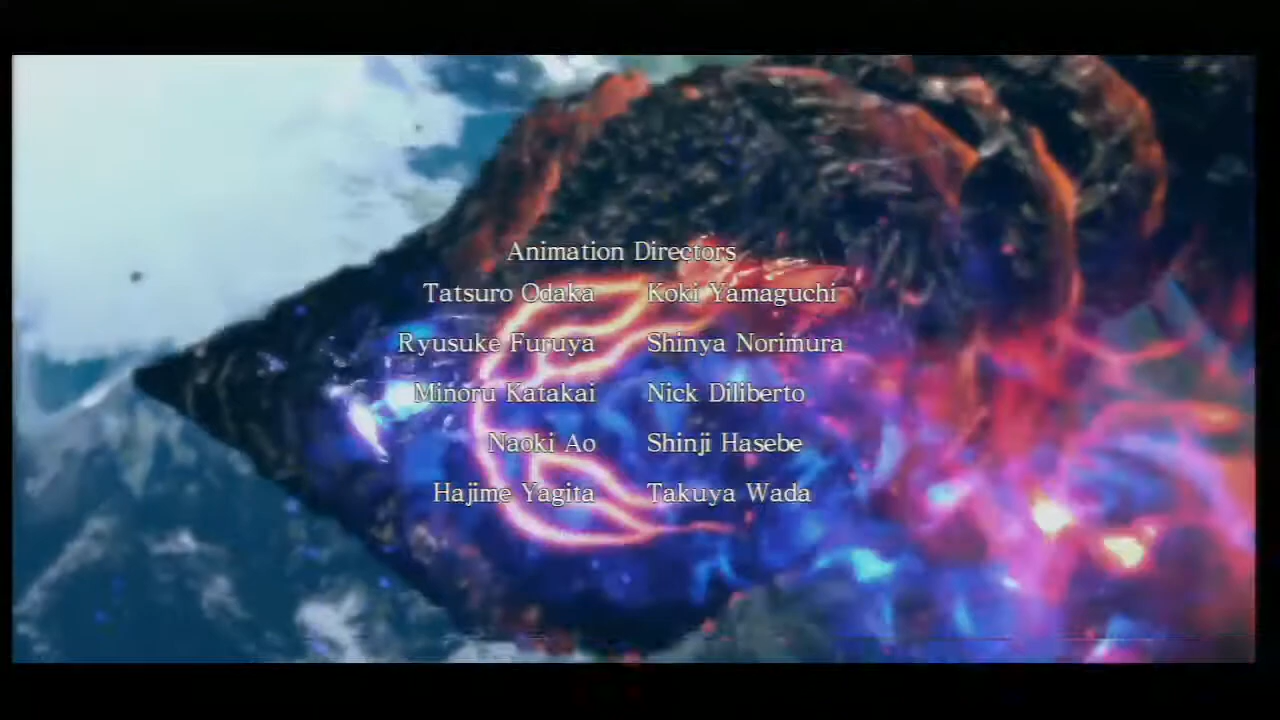 Animation Directors
Tatsuro Odaka Koki Yamaguchi
Ryusuke Furuya Shinya Norimura
Minoru Katakai Nick Diliberto
Naoki Ao Shinji Hasebe
Hajime Yagita Takuya Wada